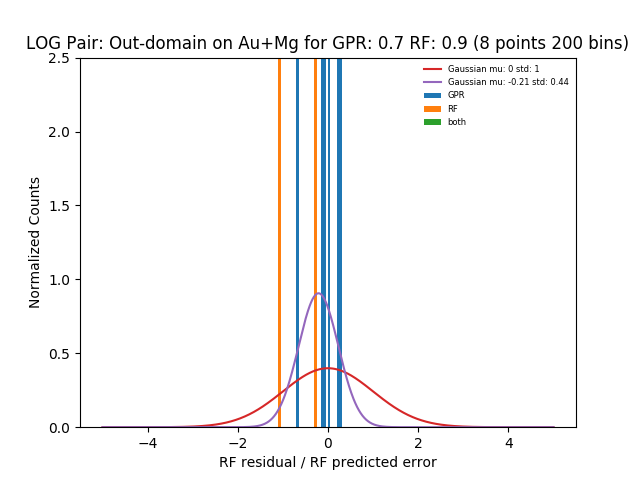 LOG Pair: Out-domain on Au+Mg for GPR: 0.7 RF: 0.9 (8 points 200 bins)
2.5
2.0
1.5
1.0
0.5
0.0
Normalized Counts
Gaussian mu: 0 std: 1
Gaussian mu: -0.21 std: 0.44
GPR
RF
both
−4 −2 0 2 4
RF residual / RF predicted error